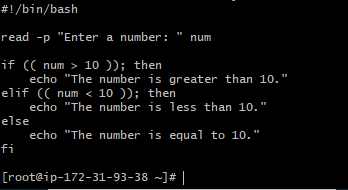 #!/bin/bash
read -p "Enter a number: " num
if (( num > 10 )); then
    echo "The number is greater than 10."
elif (( num < 10 )); then
    echo "The number is less than 10."
else
    echo "The number is equal to 10."
fi
[root@ip-172-31-93-38 ~]#